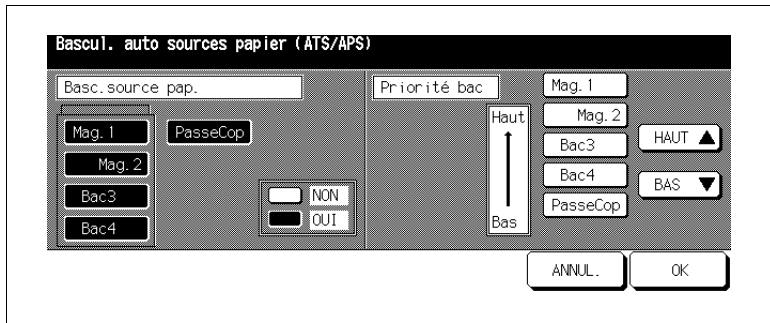 Bascul. auto sources papier (ATS/APS)
Basc.source pap.
Mag. 1
PasseCop
Mag. 2
Bac3
Bac4
NON
OUI
Priorité bac
Haut
Bas
Mag. 1
Mag. 2
Bac3
Bac4
PasseCop
HAUT
BAS
ANNUL.
OK